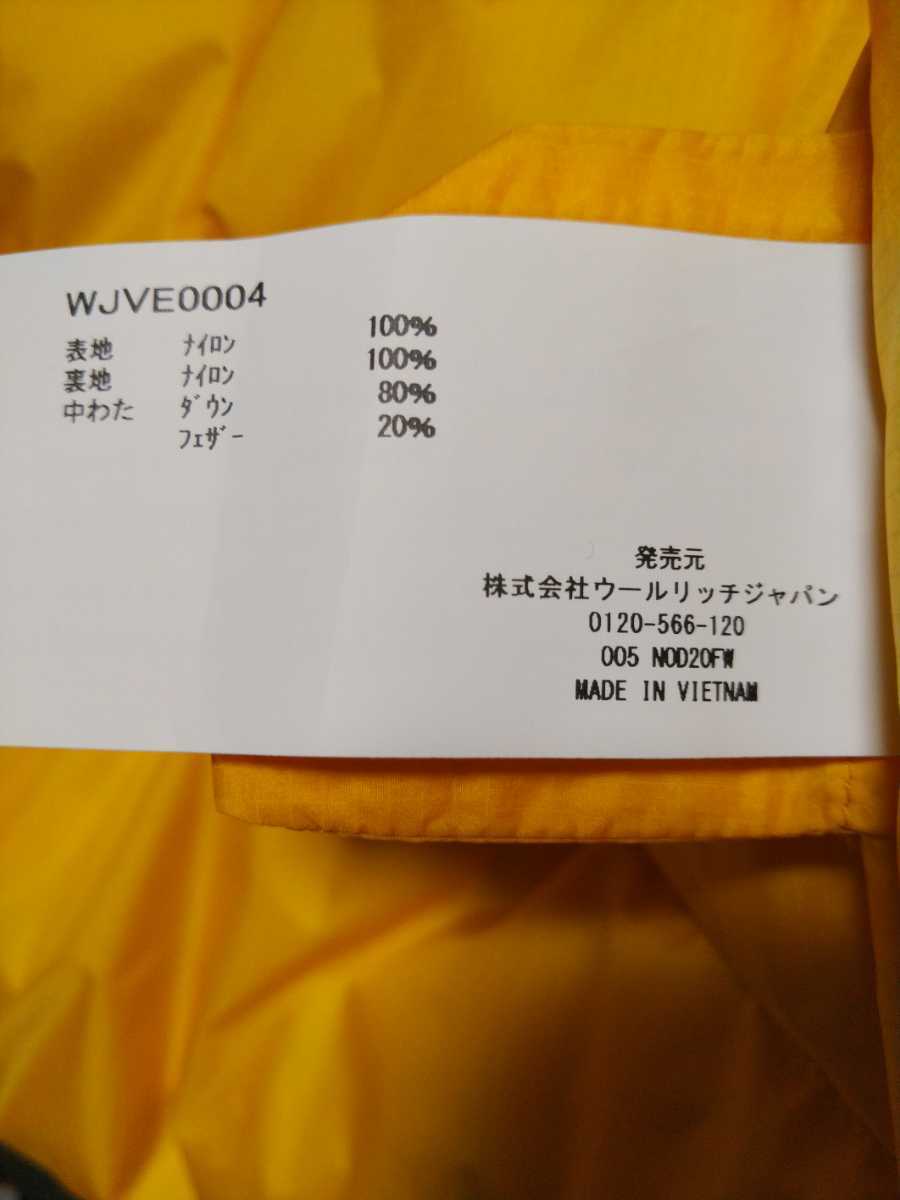 WJVE0004
表地 ﾅｲﾛﾝ 100%
裏地 ﾅｲﾛﾝ 100%
中わた ﾀﾞｳﾝ 80%
ﾌｪｻﾞｰ 20%
発売元
株式会社ウールリッチジャパン
0120-566-120
005 NOD20FW
MADE IN VIETNAM